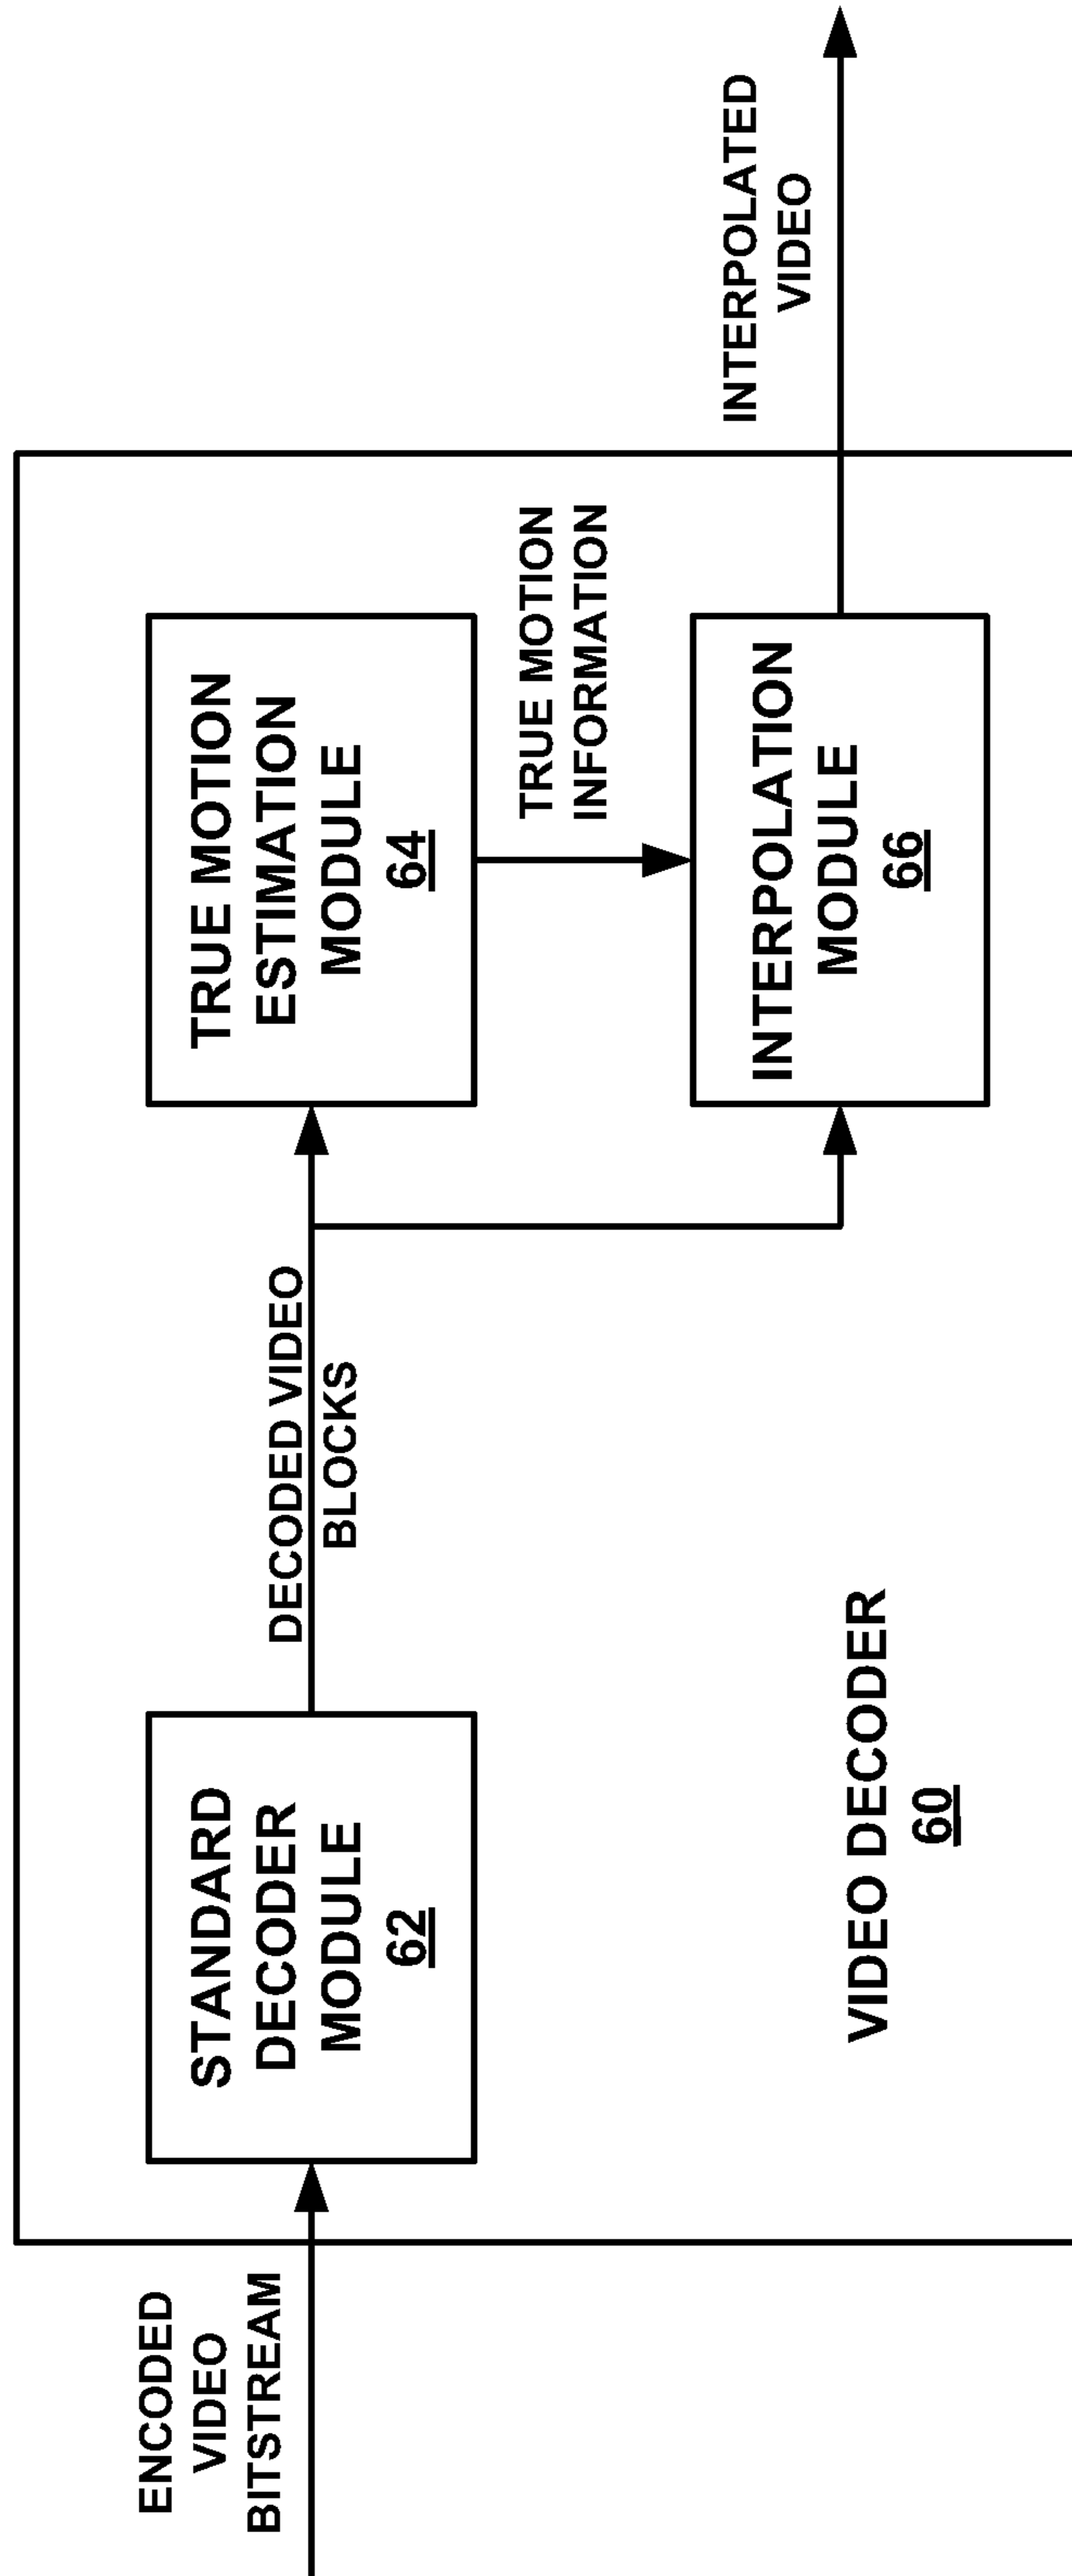 ENCODED
VIDEO
BITSTREAM
STANDARD
DECODER
MODULE
62
DECODED VIDEO
BLOCKS
TRUE MOTION
ESTIMATION
MODULE
64
TRUE MOTION
INFORMATION
INTERPOLATION
MODULE
66
INTERPOLATED
VIDEO
VIDEO DECODER
60